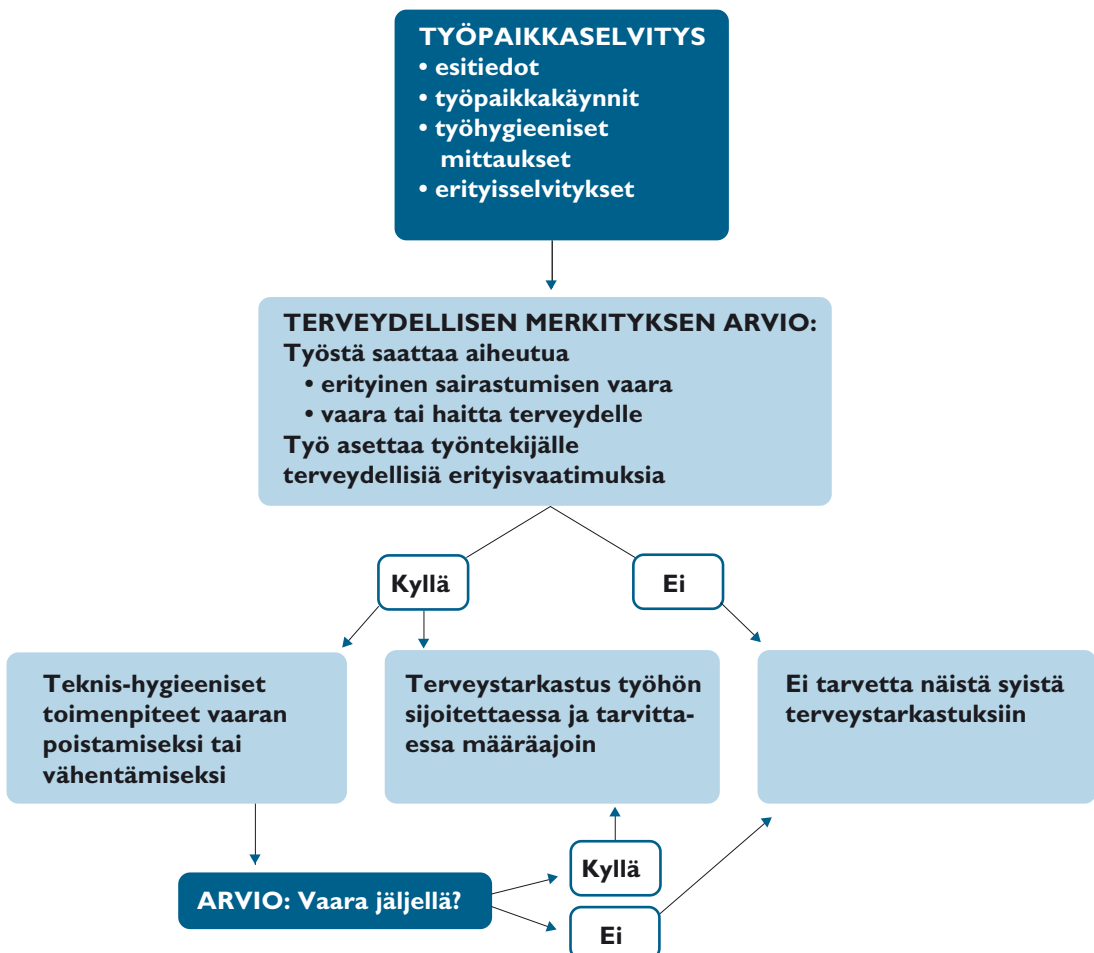 TYÖPAIKKASELVITYS
• esitiedot
• työpaikkakäynnit
• työhygieeniset
mittaukset
• erityisselvitykset
TERVEYDELLISEN MERKITYKSEN ARVIO:
Työstä saattaa aiheutua
• erityinen sairastumisen vaara
• vaara tai haitta terveydelle
Työ asettaa työntekijälle
terveydellisiä erityisvaatimuksia
Kyllä
Ei
Teknis-hygieeniset
toimenpiteet vaaran
poistamiseksi tai
vähentämiseksi
Terveystarkastus työhön
sijoitettaessa ja tarvitta-
essa määräajoin
Ei tarvetta näistä syistä
terveystarkastuksiin
ARVIO: Vaara jäljellä?
Kyllä
Ei